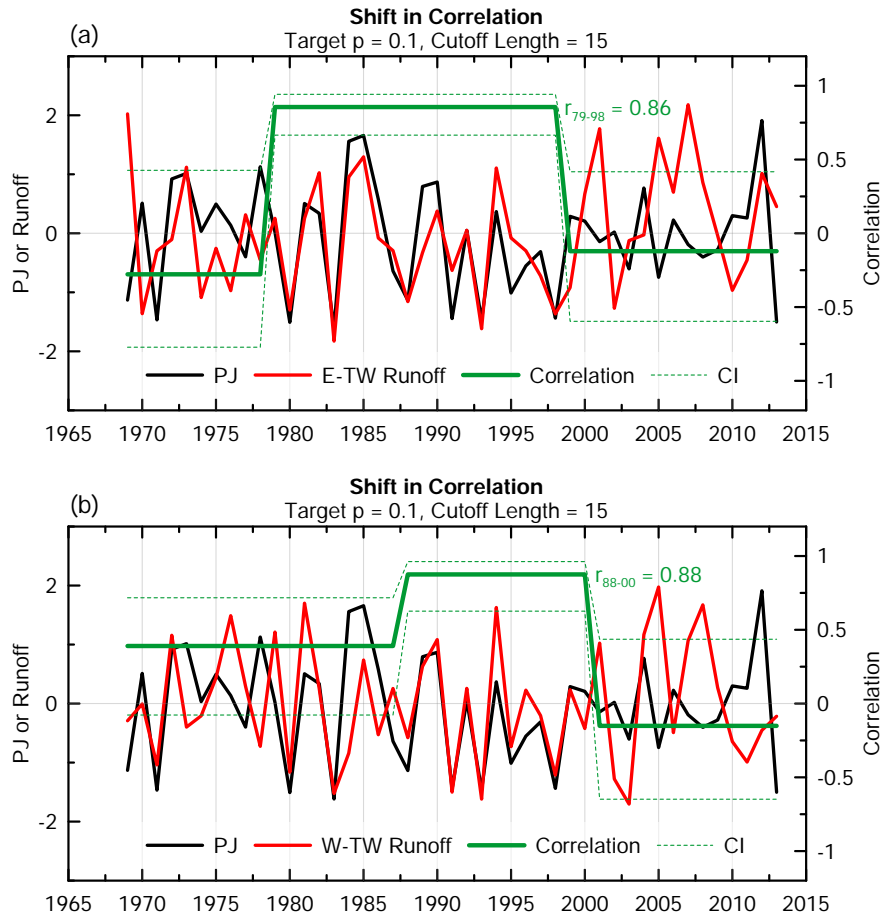 Shift in Correlation
(a)
Target p = 0.1, Cutoff Length = 15
2
1
r79-98 = 0.86
0.5
PJ or Runoff
0
0
Correlation
-0.5
-2
PJ E-TW Runoff Correlation CI
-1
1965 1970 1975 1980 1985 1990 1995 2000 2005 2010 2015
Shift in Correlation
(b)
Target p = 0.1, Cutoff Length = 15
1
2
r88-00 = 0.88
0.5
PJ or Runoff
0
0
Correlation
-0.5
-2
PJ W-TW Runoff Correlation CI
-1
1965 1970 1975 1980 1985 1990 1995 2000 2005 2010 2015